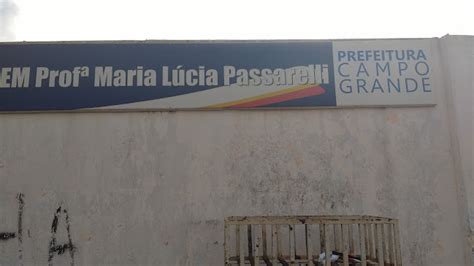 EM Profª Maria Lúcia Passarelli
PREFEITURA
CAMPO
GRANDE